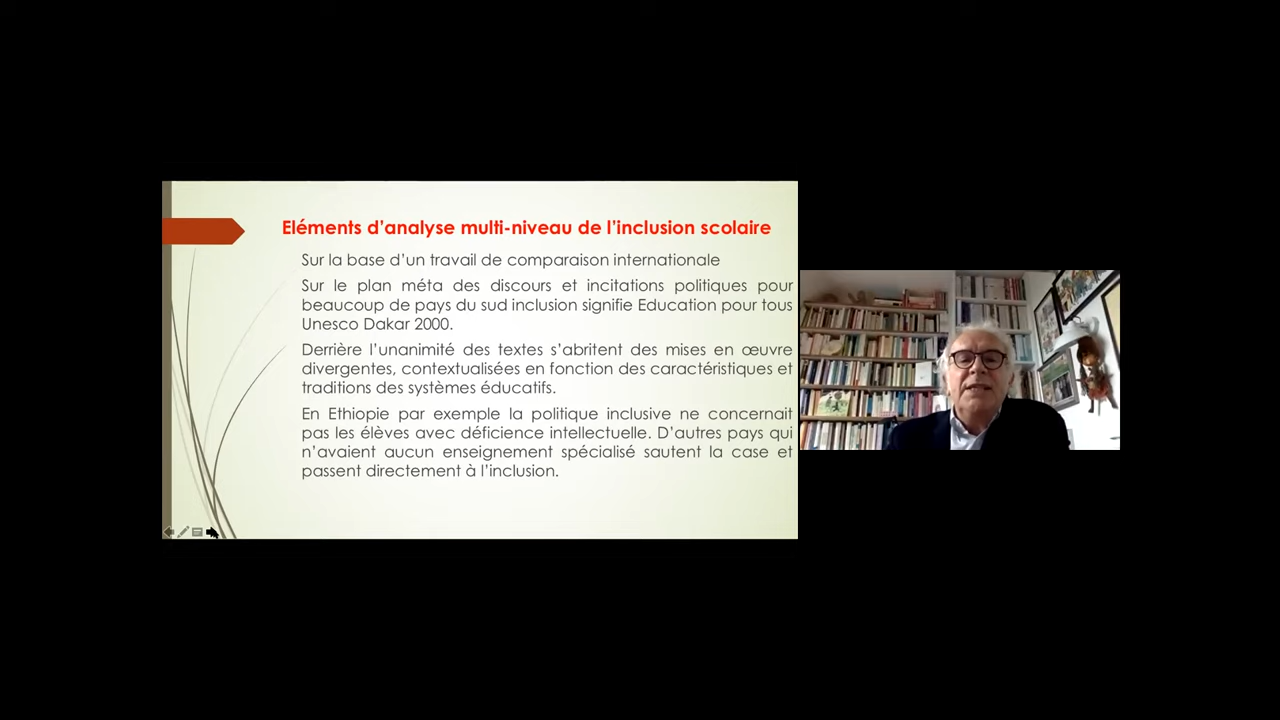 Eléments d’analyse multi-niveau de l’inclusion scolaire
Sur la base d’un travail de comparaison internationale
Sur le plan méta des discours et incitations politiques pour
beaucoup de pays du sud inclusion signifie Education pour tous
Unesco Dakar 2000.
Derrière l’unanimité des textes s’abritent des mises en œuvre
divergentes, contextualisées en fonction des caractéristiques et
traditions des systèmes éducatifs.
En Ethiopie par exemple la politique inclusive ne concernait
pas les élèves avec déficience intellectuelle. D’autres pays qui
n’avaient aucun enseignement spécialisé sautent la case et
passent directement à l’inclusion.